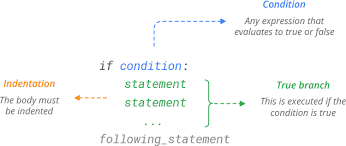 Condition
Any expression that
evaluates to true or false
if condition:
Indentation
statement
True branch
The body must
be indented
statement
This is executed if the
condition is true
...
following_statement